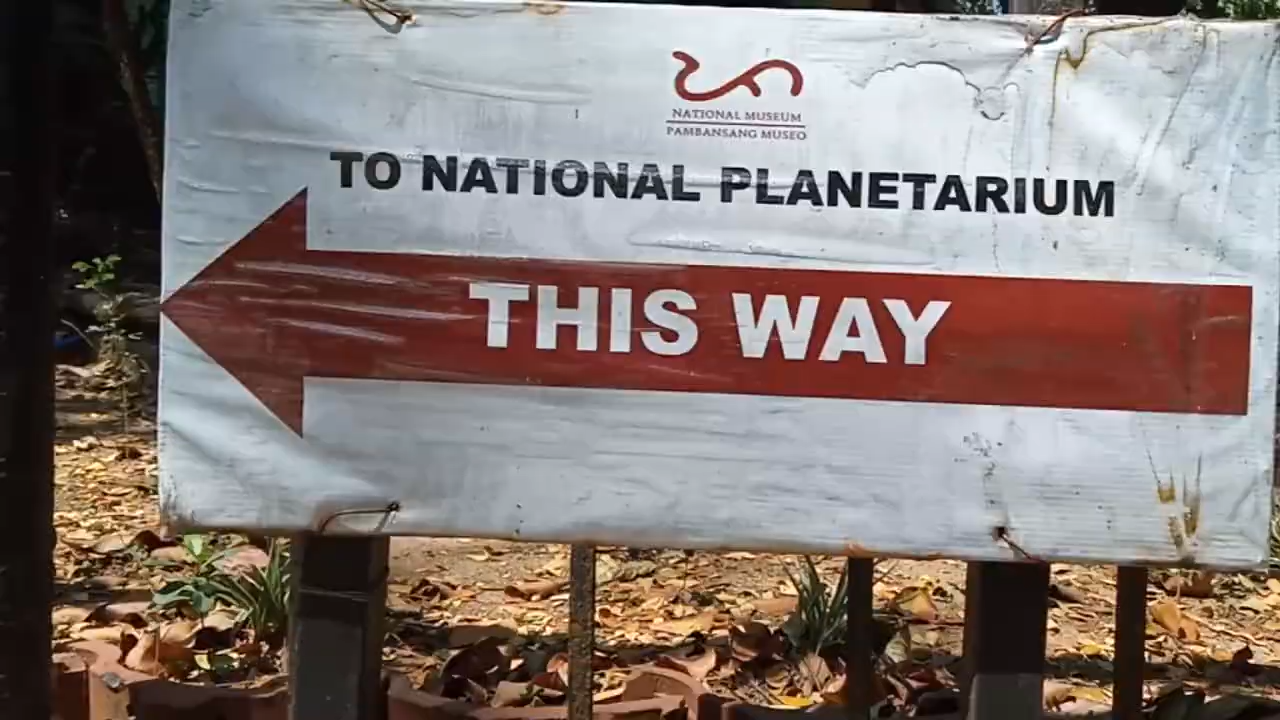 NATIONAL MUSEUM
PAMBANSANG MUSEO
TO NATIONAL PLANETARIUM
THIS WAY